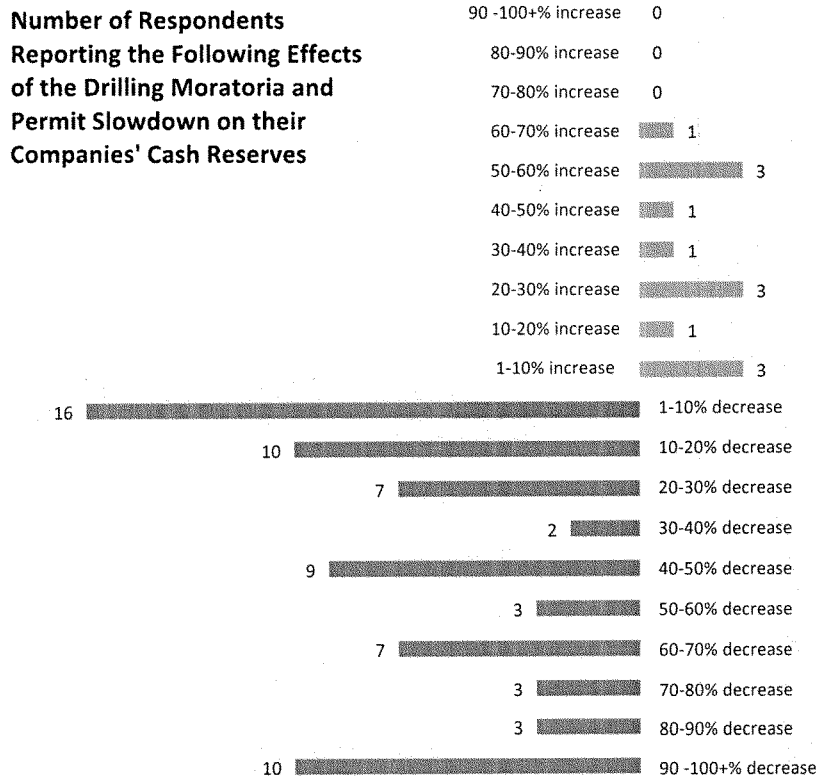 Number of Respondents
Reporting the Following Effects
of the Drilling Moratoria and
Permit Slowdown on their
Companies' Cash Reserves
90 -100+% increase 0
80-90% increase 0
70-80% increase 0
60-70% increase 1
50-60% increase 3
40-50% increase 1
30-40% increase 1
20-30% increase 3
10-20% increase 1
1-10% increase 3
16 1-10% decrease
10 10-20% decrease
7 20-30% decrease
2 30-40% decrease
9 40-50% decrease
3 50-60% decrease
7 60-70% decrease
3 70-80% decrease
3 80-90% decrease
10 90 -100+% decrease